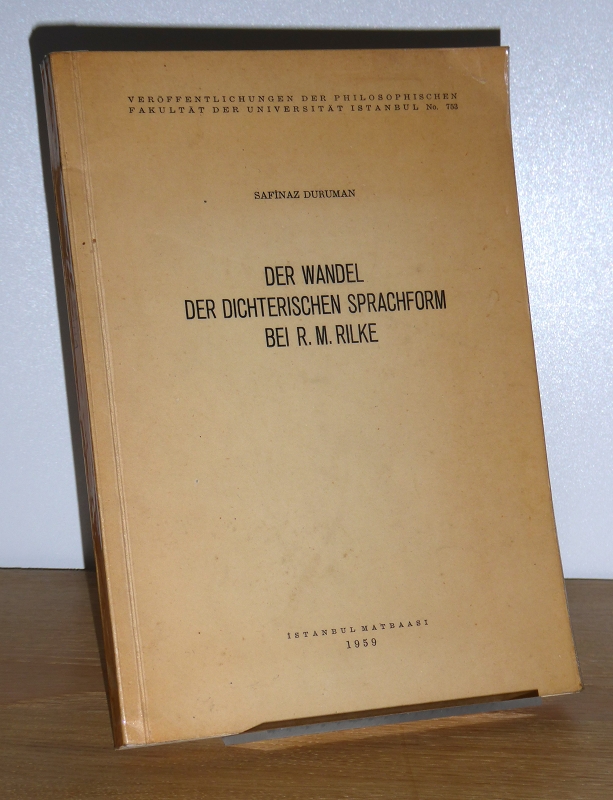 VERÖFFENTLICHUNGEN DER PHILOSOPHISCHEN
FAKULTÄT DER UNIVERSITÄT ISTANBUL No. 753
SAFİNAZ DURUMAN
DER WANDEL
DER DICHTERISCHEN SPRACHFORM
BEI R. M. RILKE
İSTANBUL MATBAASI
1959